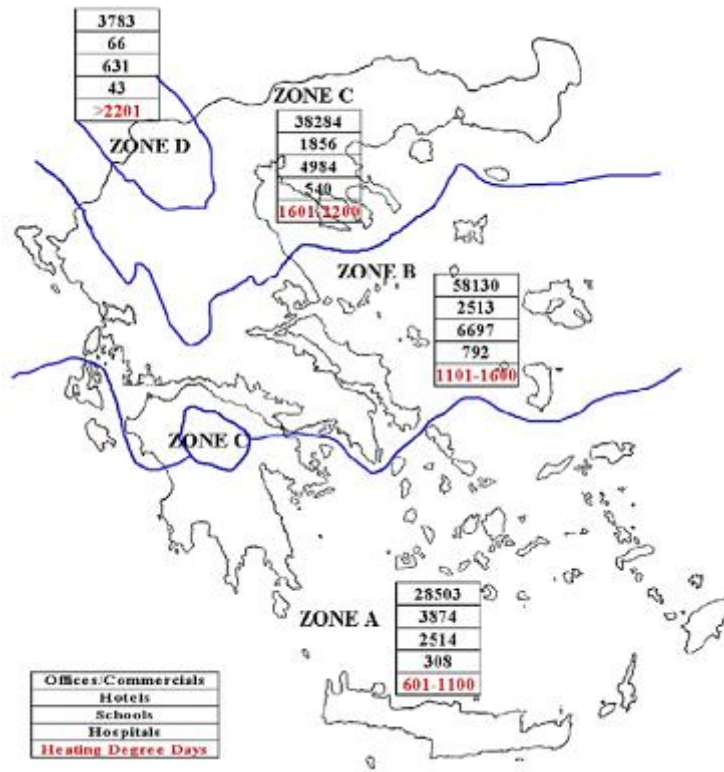 3783
66
631
43
>2201
ZONE D
ZONE C
38284
1856
4984
540
1601-2200
ZONE B
58130
2513
6697
792
1101-1600
ZONE C
ZONE A
28503
3874
2514
308
601-1100
Offices/Commercials
Hotels
Schools
Hospitals
Heating Degree Days